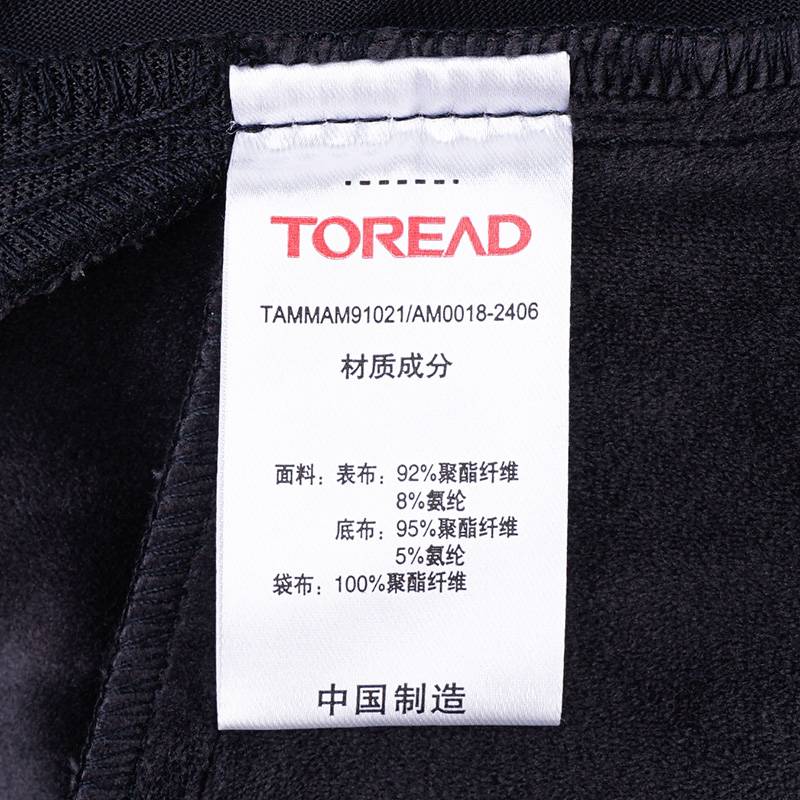 TOREAD
TAMMAM91021/AM0018-2406
材质成分
面料：表布：92%聚酯纤维
8%氨纶
底布：95%聚酯纤维
5%氨纶
袋布：100%聚酯纤维
中国制造